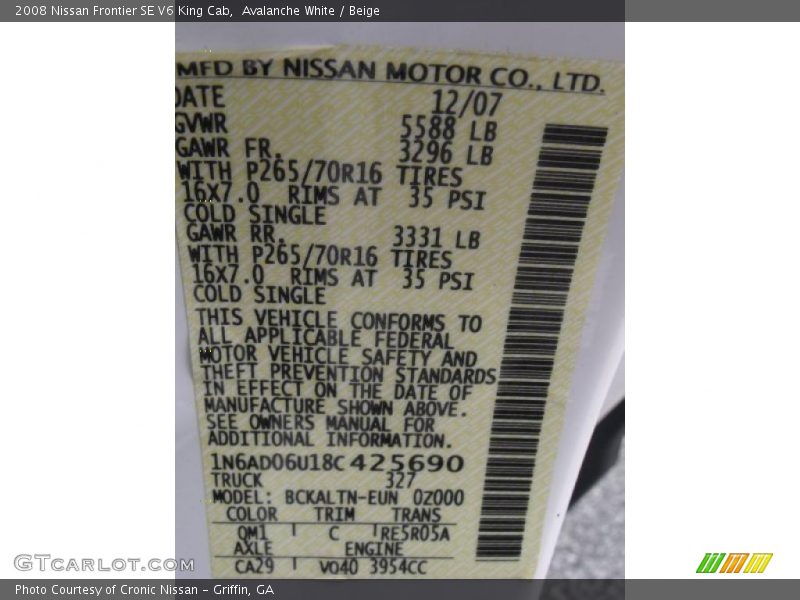 2008 Nissan Frontier SE V6 King Cab,  Avalanche White / Beige
MFD BY NISSAN MOTOR CO., LTD.
DATE 12/07
GVWR 5588 LB
GAWR FR. 3296 LB
WITH P265/70R16 TIRES
16X7.0 RIMS AT 35 PSI
COLD SINGLE
GAWR RR. 3331 LB
WITH P265/70R16 TIRES
16X7.0 RIMS AT 35 PSI
COLD SINGLE
THIS VEHICLE CONFORMS TO
ALL APPLICABLE FEDERAL
MOTOR VEHICLE SAFETY AND
THEFT PREVENTION STANDARDS
IN EFFECT ON THE DATE OF
MANUFACTURE SHOWN ABOVE.
SEE OWNERS MANUAL FOR
ADDITIONAL INFORMATION.
1N6AD06U18C425690
TRUCK 327
MODEL: BCKALTN-EUN 0Z000
COLOR TRIM TRANS
QM1 C RE5R05A
AXLE ENGINE
CA29 VQ40 3954CC
GTCarLot.com
Photo Courtesy of Cronic Nissan – Griffin, GA